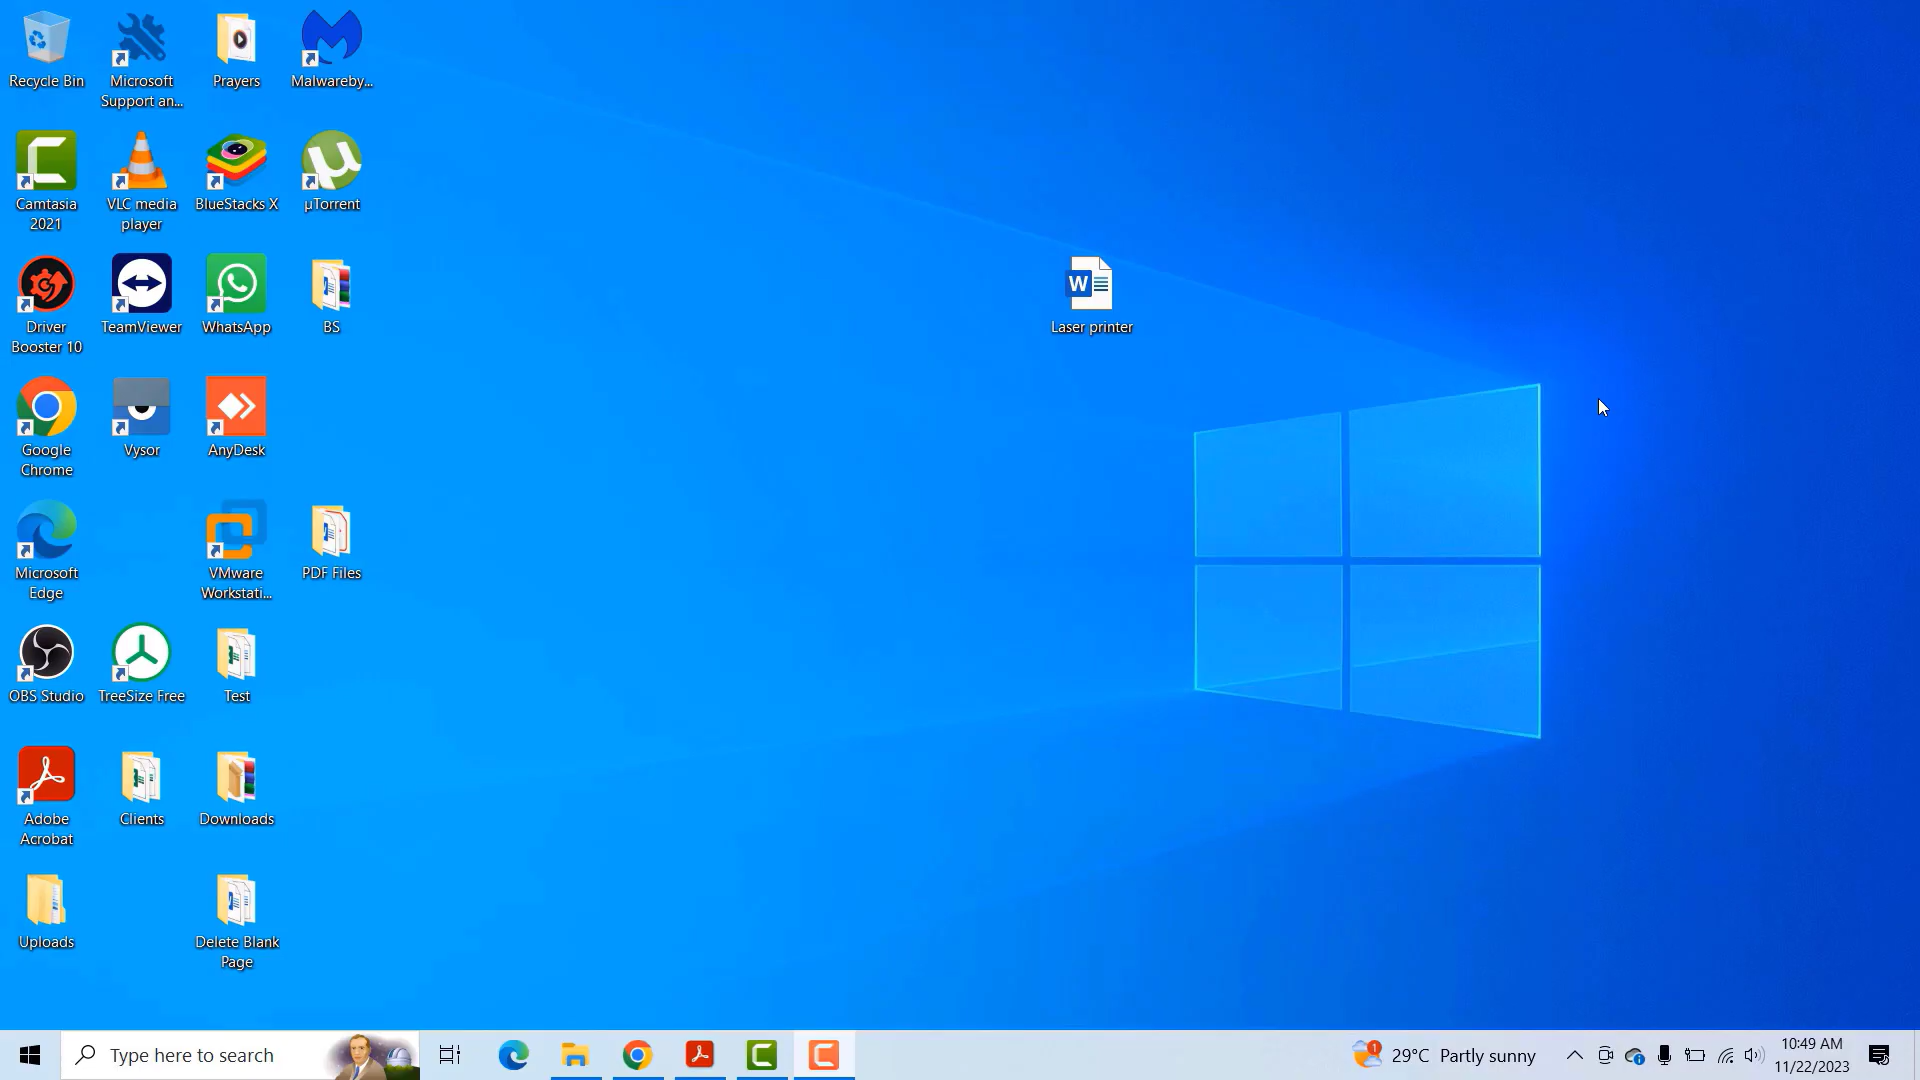 Recycle Bin
Microsoft
Support an...
Prayers
Malwareby...
Camtasia
2021
VLC media
player
BlueStacks X
µTorrent
Driver
Booster 10
TeamViewer
WhatsApp
BS
W
Laser printer
Google
Chrome
Vysor
AnyDesk
Microsoft
Edge
VMware
Workstati...
PDF Files
OBS Studio
TreeSize Free
Test
Adobe
Acrobat
Clients
Downloads
Uploads
Delete Blank
Page
Type here to search
1
29°C Partly sunny
10:49 AM
11/22/2023